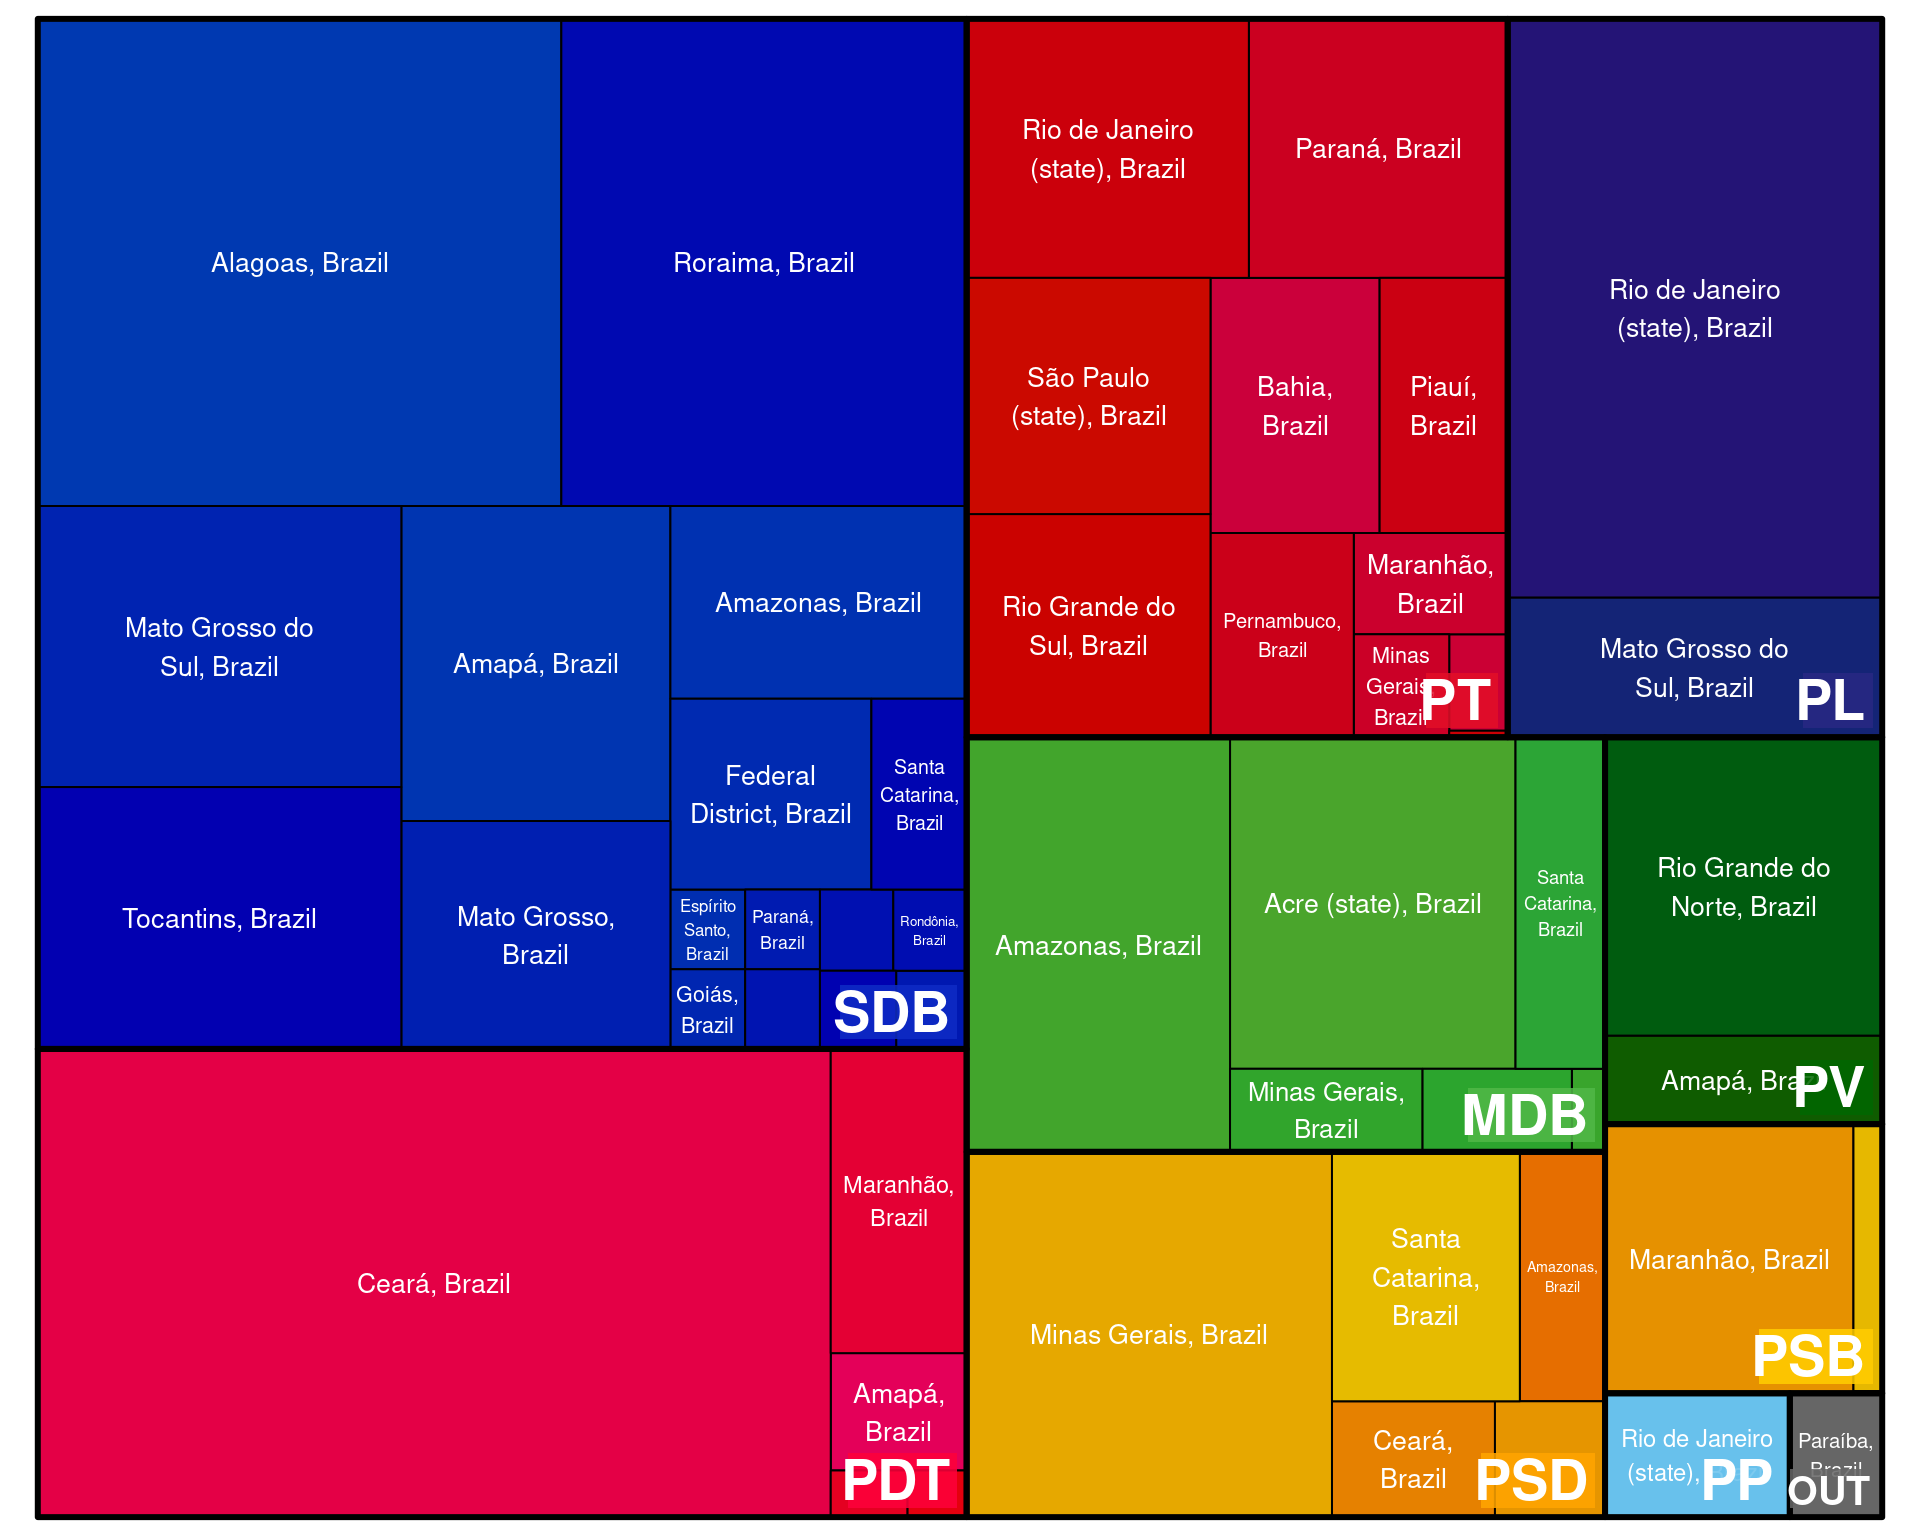 Alagoas, Brazil
Roraima, Brazil
Mato Grosso do
Sul, Brazil
Tocantins, Brazil
Amapá, Brazil
Mato Grosso,
Brazil
Amazonas, Brazil
Federal
District, Brazil
Santa
Catarina,
Brazil
Espírito
Santo,
Brazil
Paraná,
Brazil
Rondônia,
Brazil
Goiás,
Brazil
SDB
Ceará, Brazil
Maranhão,
Brazil
Amapá,
Brazil
PDT
Rio de Janeiro
(state), Brazil
Paraná, Brazil
São Paulo
(state), Brazil
Bahia,
Brazil
Piauí,
Brazil
Rio Grande do
Sul, Brazil
Pernambuco,
Brazil
Maranhão,
Brazil
Minas
Gerais,
Brazil
PT
Rio de Janeiro
(state), Brazil
Mato Grosso do
Sul, Brazil
PL
Amazonas, Brazil
Acre (state), Brazil
Santa
Catarina,
Brazil
Minas Gerais,
Brazil
MDB
Rio Grande do
Norte, Brazil
Amapá, Brazil
PV
Minas Gerais, Brazil
Santa
Catarina,
Brazil
Amazonas,
Brazil
Ceará,
Brazil
PSD
Maranhão, Brazil
PSB
Rio de Janeiro
(state),
PP
Paraíba,
Brazil
OUT